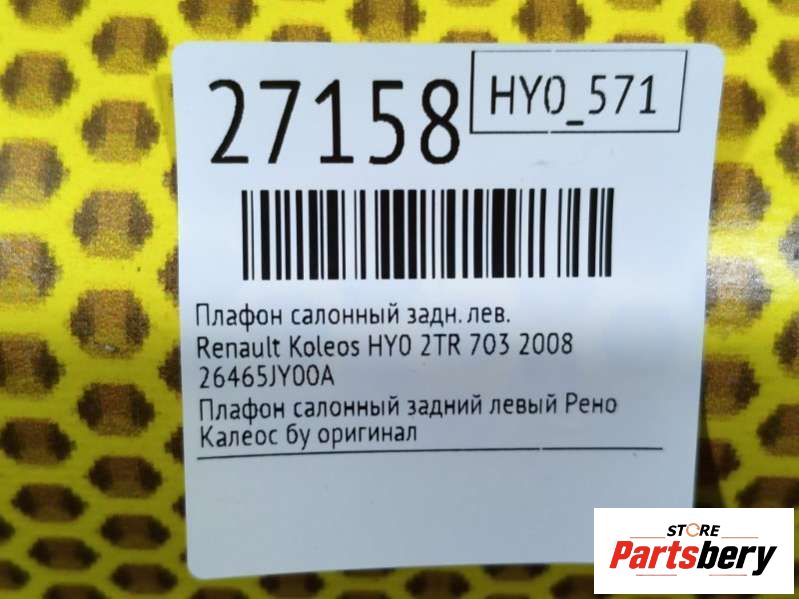 27158
HY0_571
Плафон салонный задн. лев.
Renault Koleos HY0 2TR 703 2008
26465JY00A
Плафон салонный задний левый Рено
Калеос бу оригинал
STORE
Partsbery